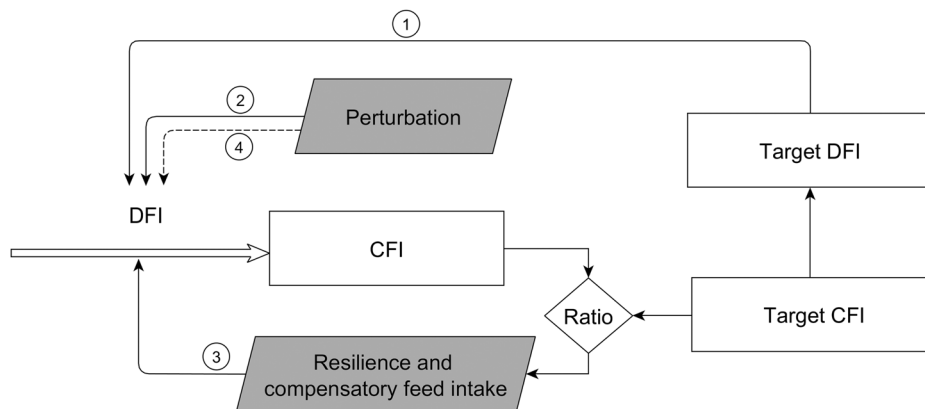 1
2
Perturbation
4
Target DFI
DFI
CFI
Ratio
Target CFI
3
Resilience and
compensatory feed intake